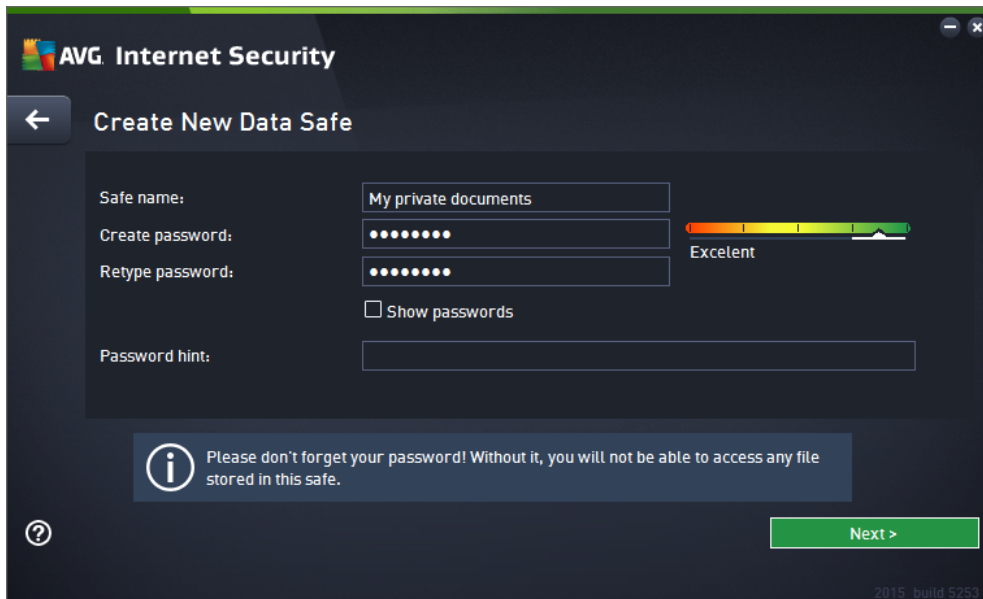 AVG. Internet Security
Create New Data Safe
Safe name: My private documents
Create password: ●●●●●●●●
Excelent
Retype password: ●●●●●●●●
Show passwords
Password hint:
i
Please don't forget your password! Without it, you will not be able to access any file
stored in this safe.
?
Next >
2015 build 5253